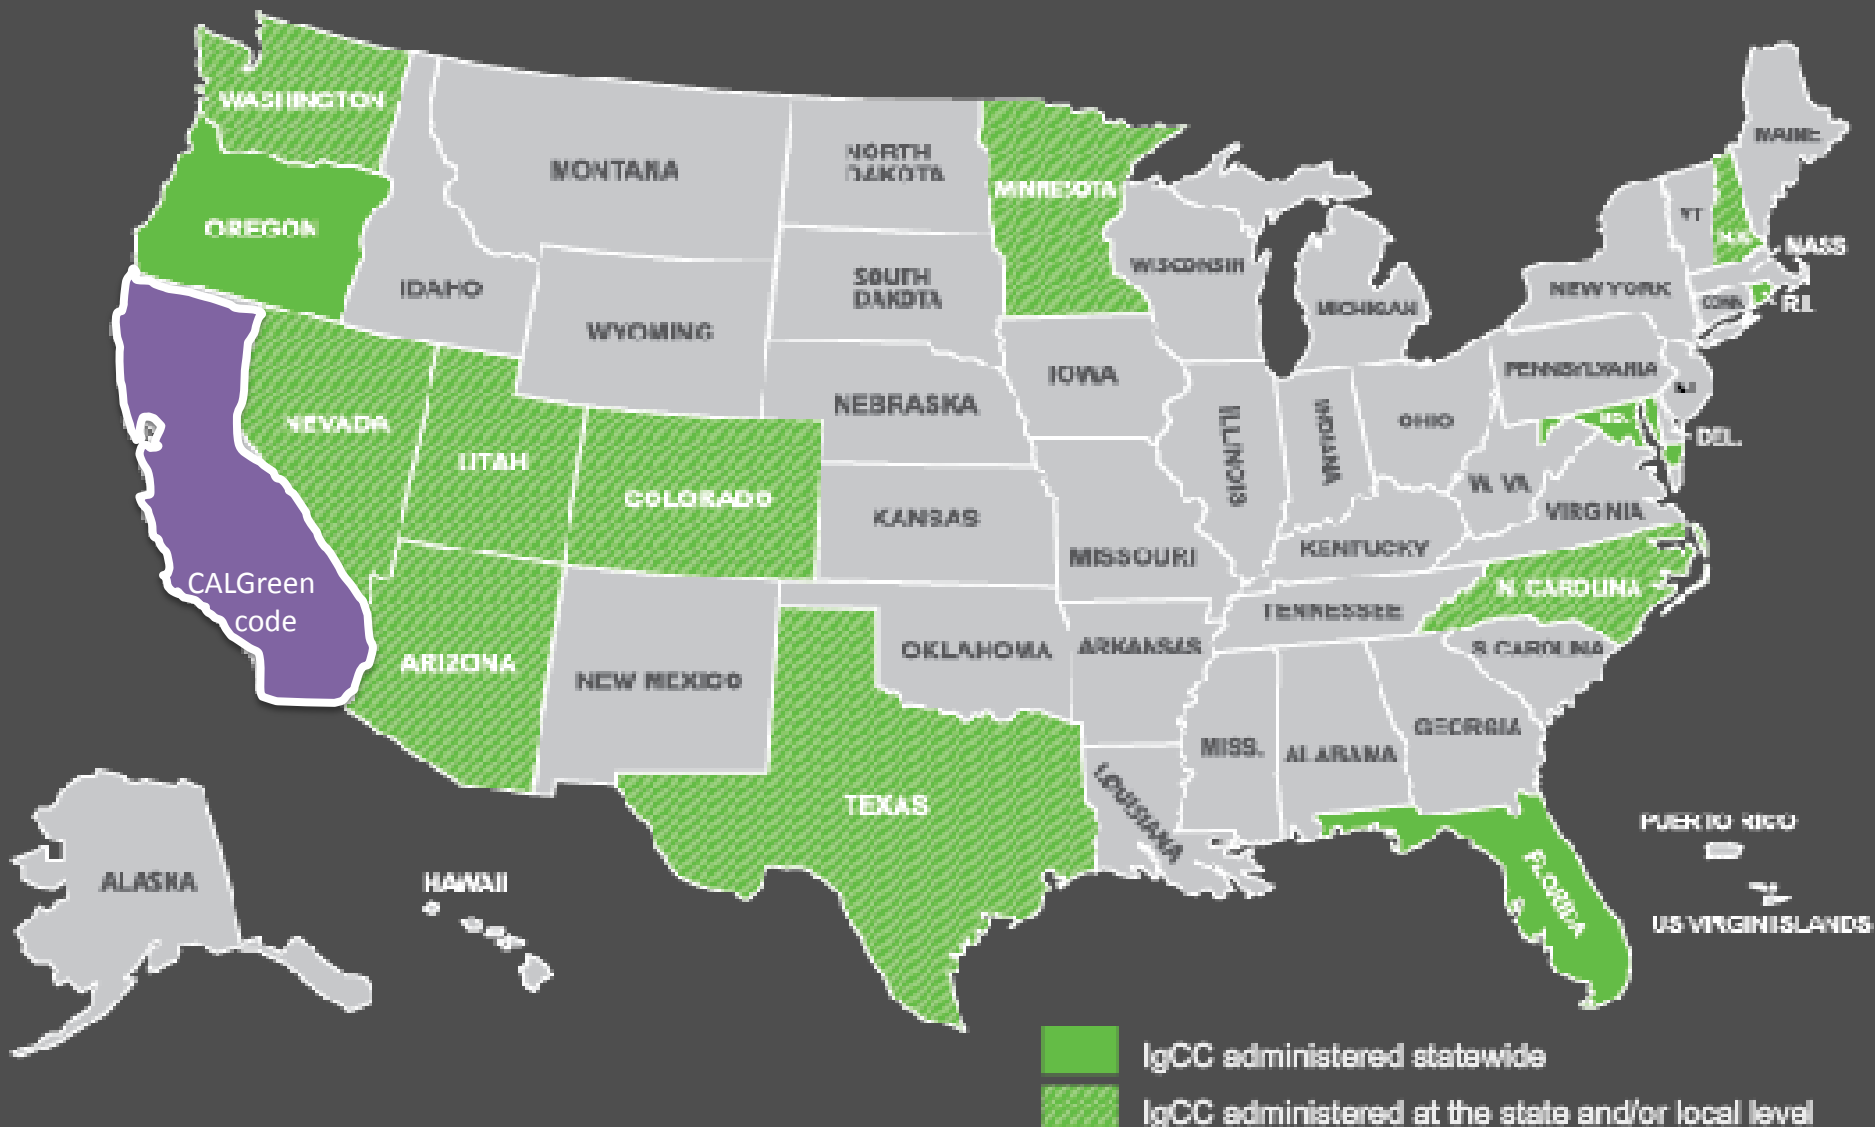 WASHINGTON
MAINE
MONTANA
NORTH
DAKOTA
MINNESOTA
VT
N.H.
MASS
OREGON
WISCONSIN
IDAHO
SOUTH
DAKOTA
NEW YORK
CONN
R.I.
MICHIGAN
WYOMING
IOWA
PENNSYLVANIA
N.J.
NEBRASKA
NEVADA
ILLINOIS
INDIANA
OHIO
MD.
DEL.
UTAH
COLORADO
W. VA
KANSAS
VIRGINIA
MISSOURI
KENTUCKY
CALGreen
code
N. CAROLINA
TENNESSEE
ARIZONA
OKLAHOMA
ARKANSAS
S.CAROLINA
NEW MEXICO
GEORGIA
MISS.
ALABAMA
TEXAS
LOUISIANA
PUERTO RICO
ALASKA
HAWAII
FLORIDA
US VIRGIN ISLANDS
IgCC administered statewide
IgCC administered at the state and/or local level